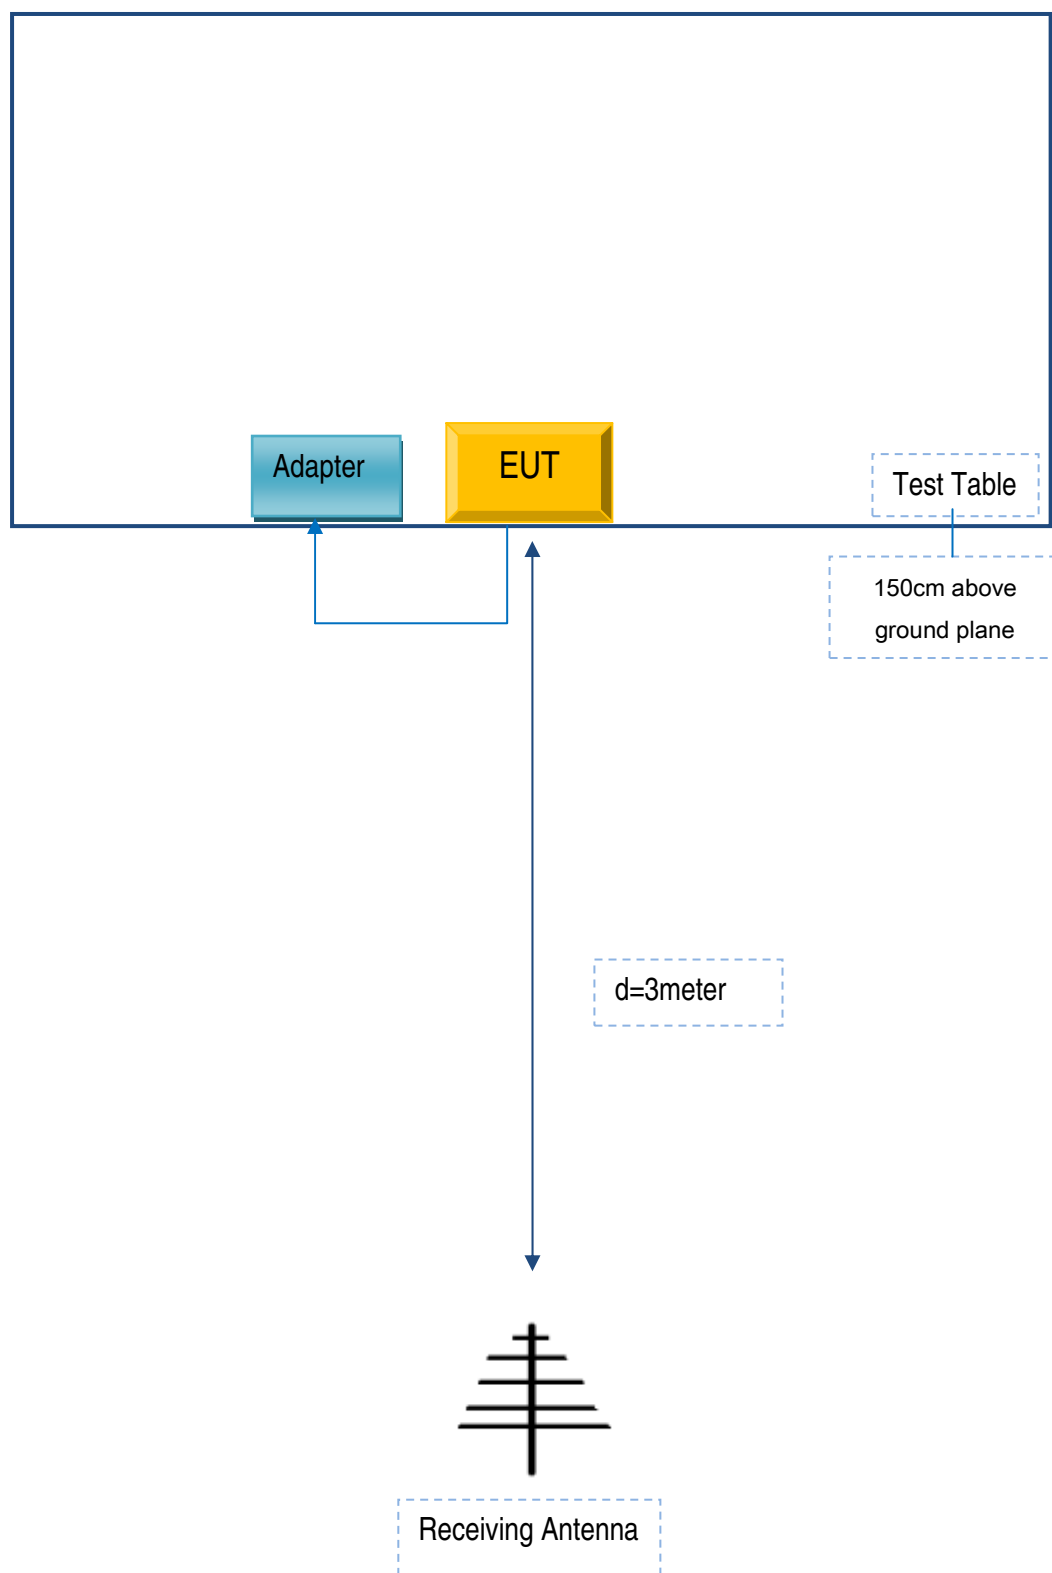 Adapter
EUT
Test Table
150cm above
ground plane
d=3meter
Receiving Antenna